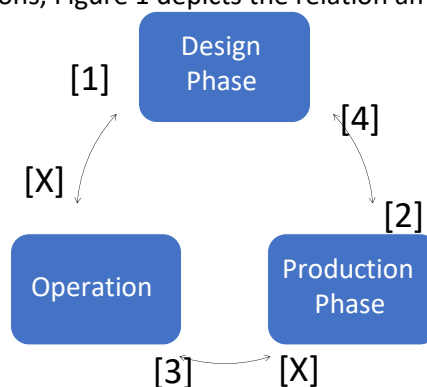 ons, Figure 1 depicts the relation an
Design
Phase
[1]
[4]
[X]
[2]
Operation
Production
Phase
[3]
[X]